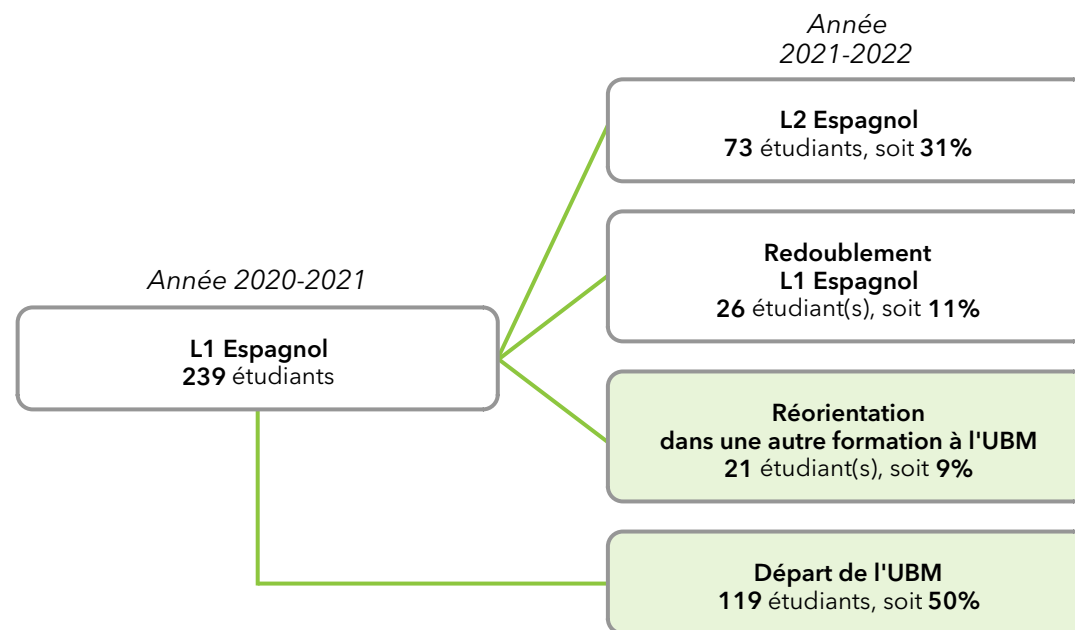 Année
2021-2022
L2 Espagnol
73 étudiants, soit 31%
Redoublement
L1 Espagnol
26 étudiant(s), soit 11%
Année 2020-2021
L1 Espagnol
239 étudiants
Réorientation
dans une autre formation à l'UBM
21 étudiant(s), soit 9%
Départ de l'UBM
119 étudiants, soit 50%